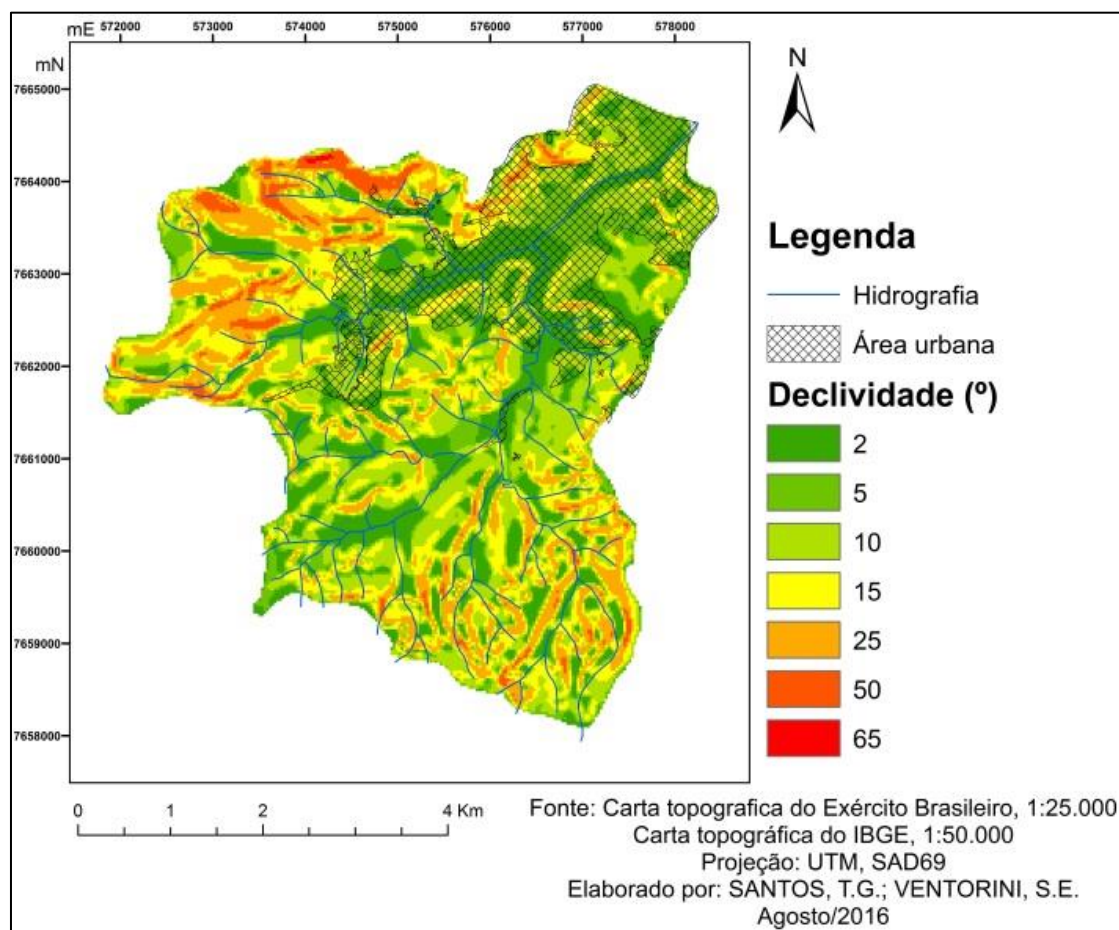 mE 572000 573000 574000 575000 576000 577000 578000
mN
7665000
7664000
7663000
7662000
7661000
7660000
7659000
7658000
N
Legenda
Hidrografia
Área urbana
Declividade (º)
2
5
10
15
25
50
65
0 1 2 4 Km
Fonte: Carta topografica do Exército Brasileiro, 1:25.000
Carta topográfica do IBGE, 1:50.000
Projeção: UTM, SAD69
Elaborado por: SANTOS, T.G.; VENTORINI, S.E.
Agosto/2016